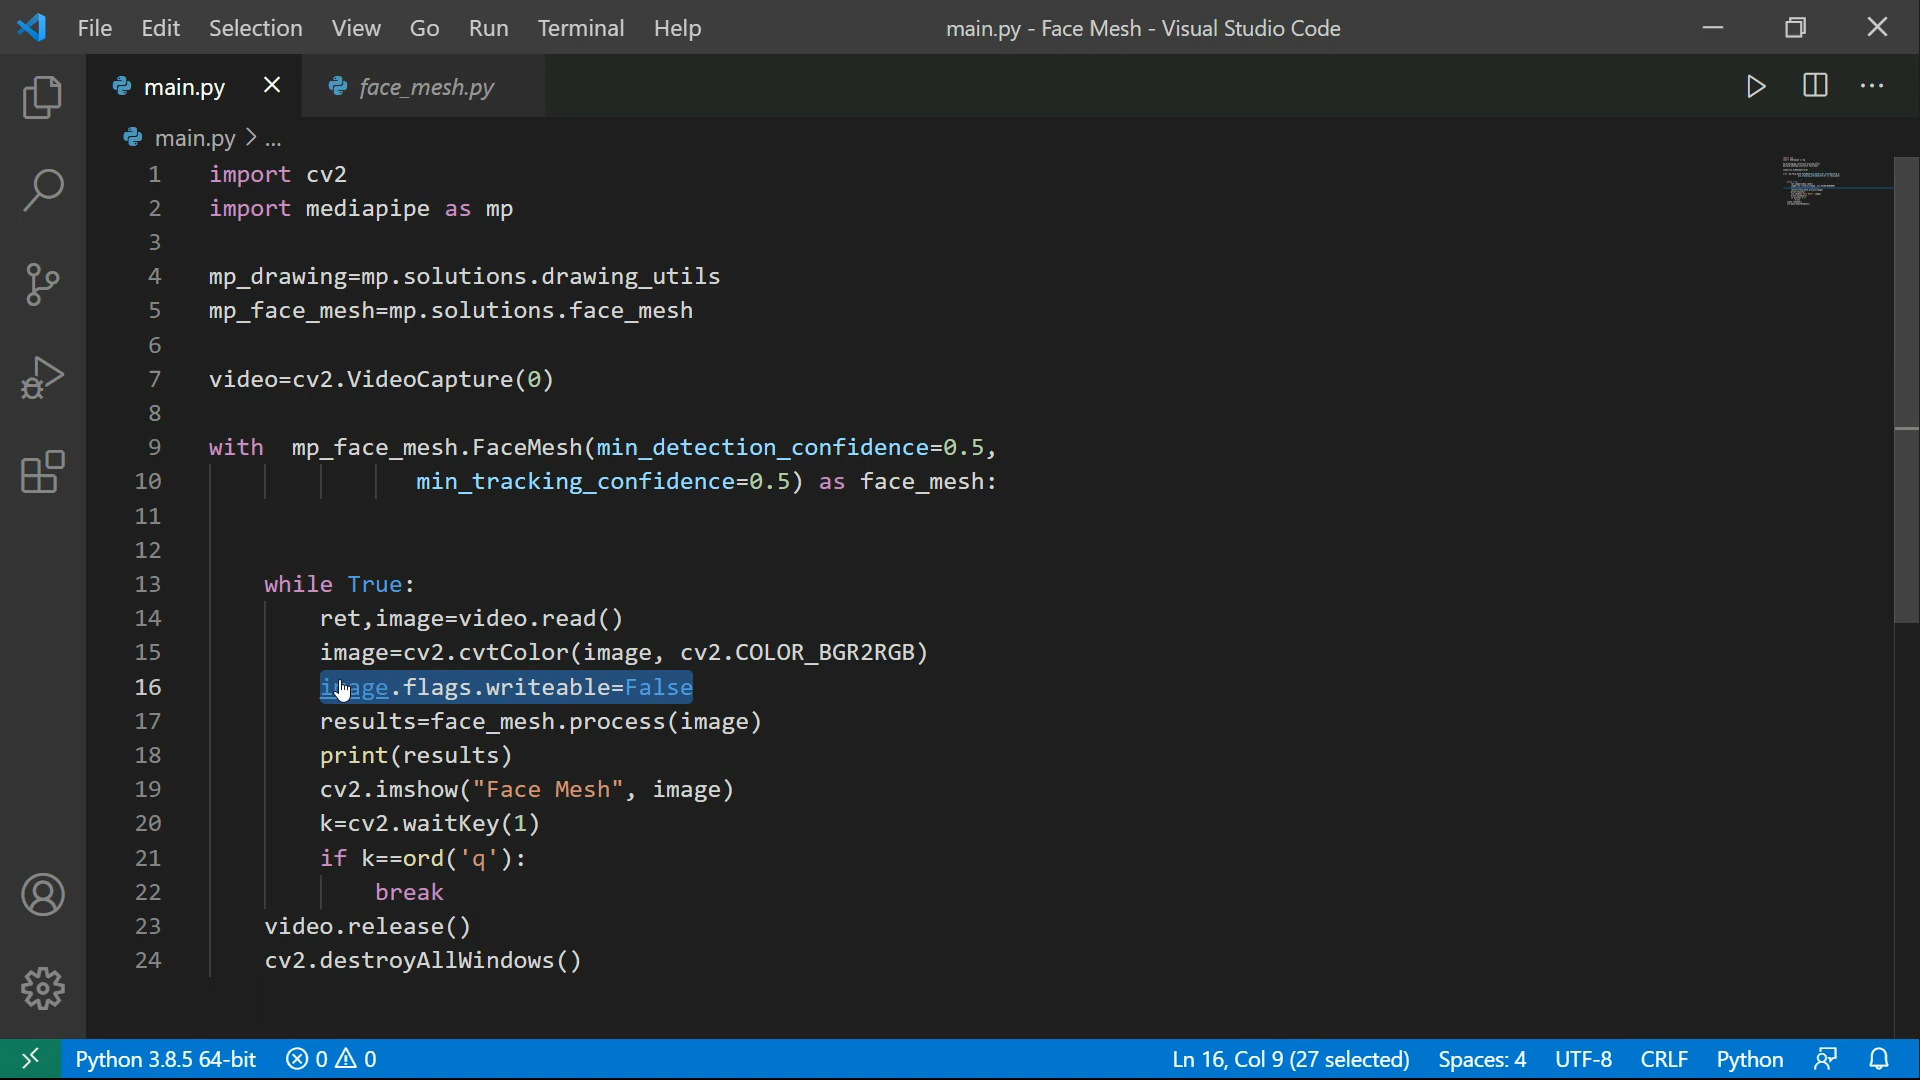 File Edit Selection View Go Run Terminal Help main.py - Face Mesh - Visual Studio Code
main.py face_mesh.py
main.py > ...
1 import cv2
2 import mediapipe as mp
3
4 mp_drawing=mp.solutions.drawing_utils
5 mp_face_mesh=mp.solutions.face_mesh
6
7 video=cv2.VideoCapture(0)
8
9 with mp_face_mesh.FaceMesh(min_detection_confidence=0.5,
10 min_tracking_confidence=0.5) as face_mesh:
11
12
13 while True:
14 ret,image=video.read()
15 image=cv2.cvtColor(image, cv2.COLOR_BGR2RGB)
16 image.flags.writeable=False
17 results=face_mesh.process(image)
18 print(results)
19 cv2.imshow("Face Mesh", image)
20 k=cv2.waitKey(1)
21 if k==ord('q'):
22 break
23 video.release()
24 cv2.destroyAllWindows()
Python 3.8.5 64-bit 0 0 Ln 16, Col 9 (27 selected) Spaces: 4 UTF-8 CRLF Python